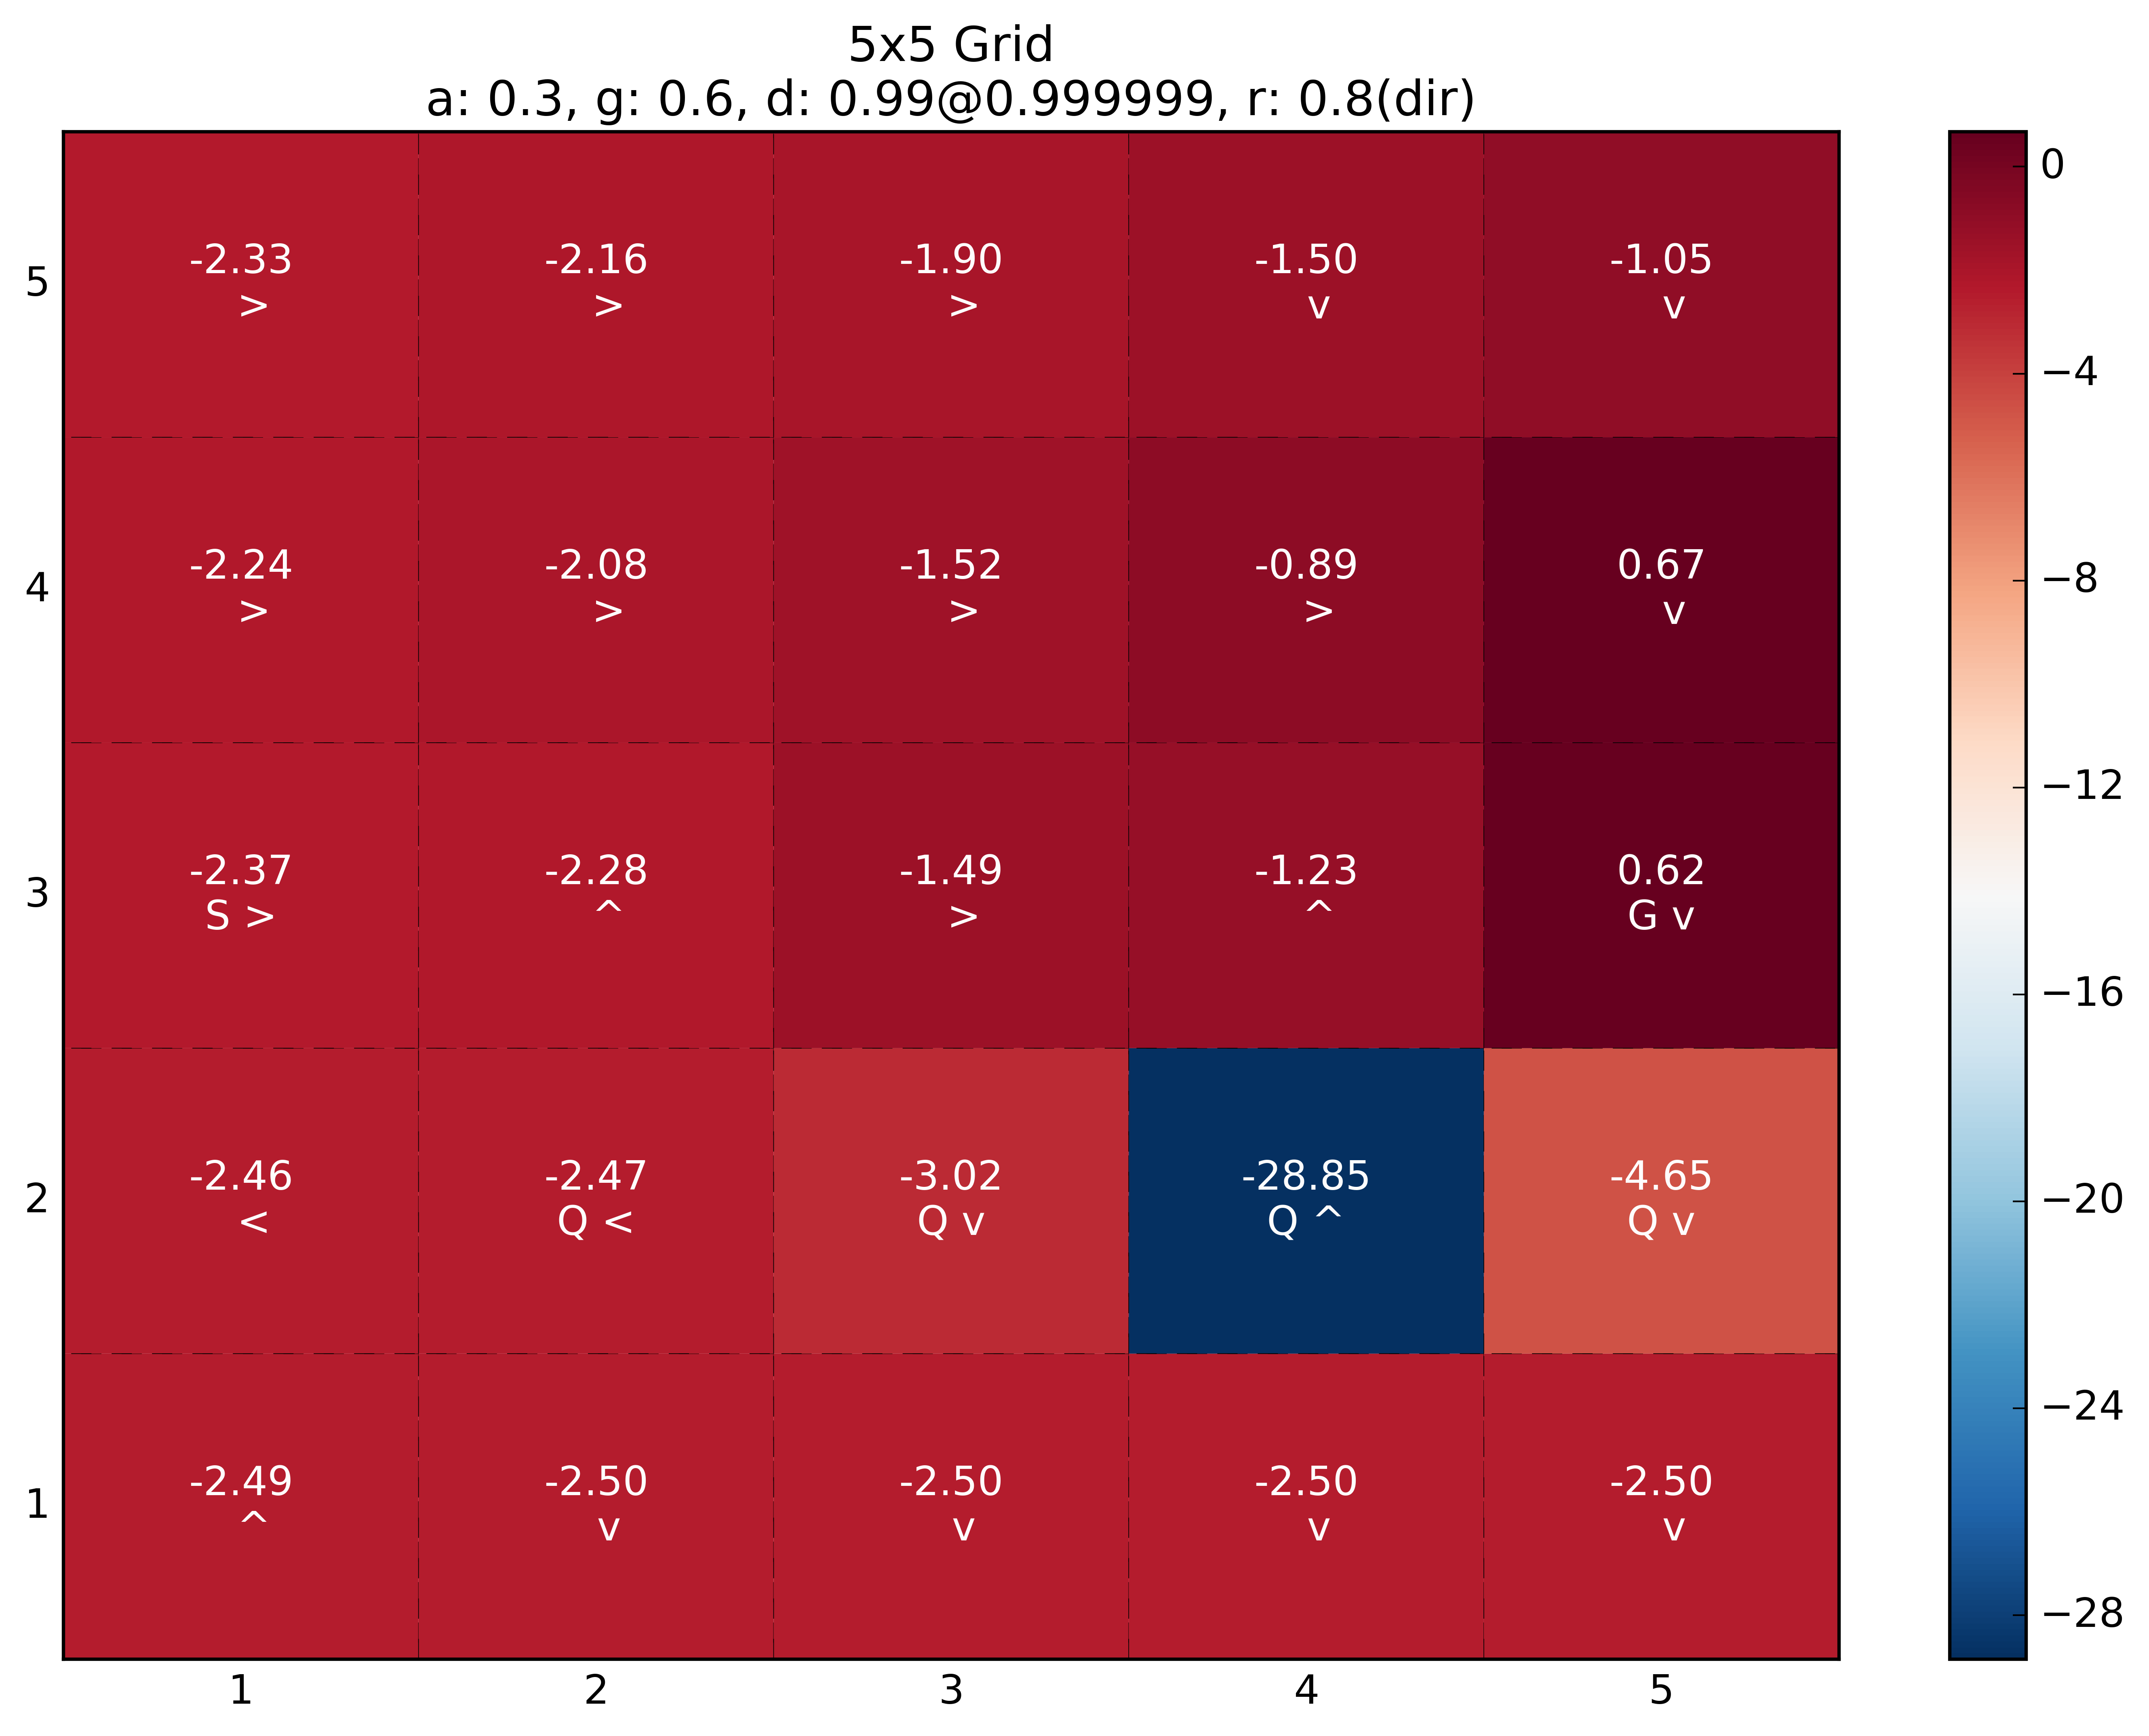 5x5 Grid
a: 0.3, g: 0.6, d: 0.99@0.999999, r: 0.8(dir)
5 -2.33 -2.16 -1.90 -1.50 -1.05
> > > v v
4 -2.24 -2.08 -1.52 -0.89 0.67
> > > > v
3 -2.37 -2.28 -1.49 -1.23 0.62
S > ^ > ^ G v
2 -2.46 -2.47 -3.02 -28.85 -4.65
< Q < Q v Q ^ Q v
1 -2.49 -2.50 -2.50 -2.50 -2.50
^ v v v v
1 2 3 4 5
0
−4
−8
−12
−16
−20
−24
−28